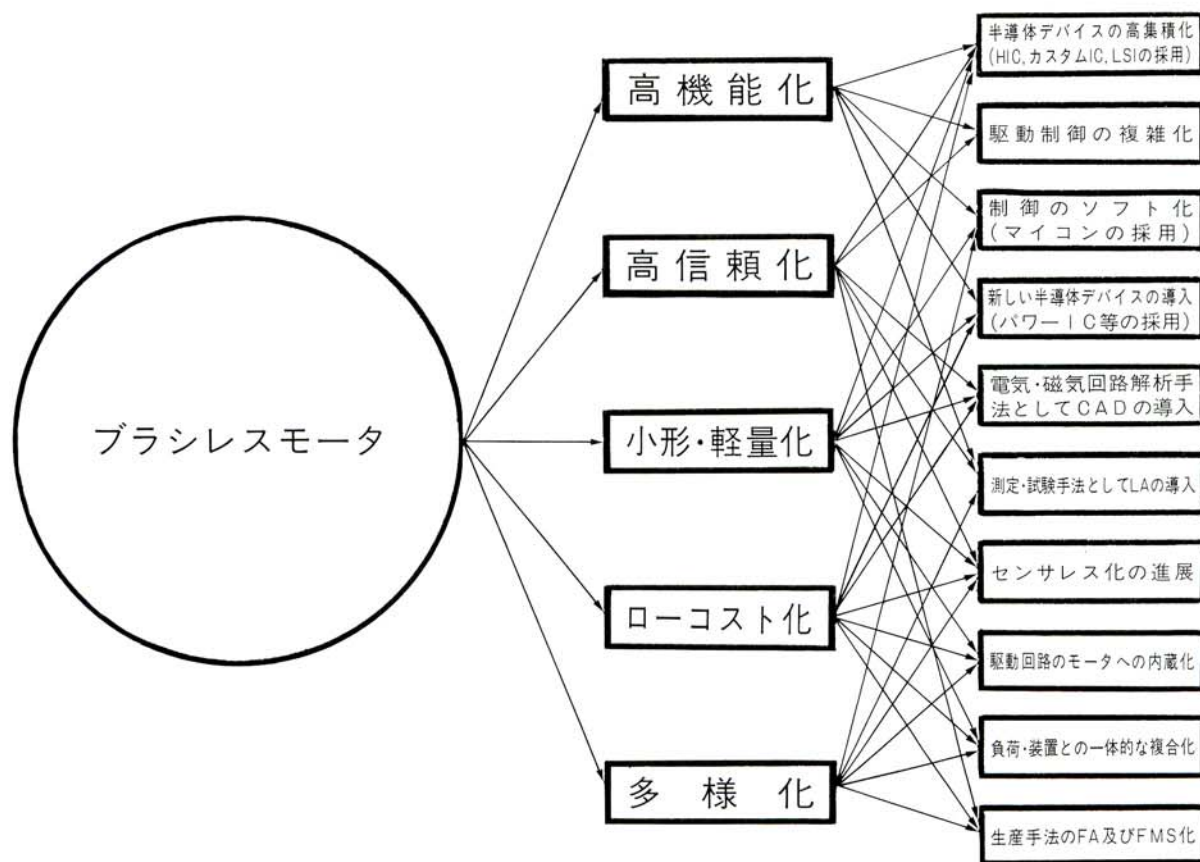 ブラシレスモータ
高機能化
高信頼化
小形・軽量化
ローコスト化
多様化
半導体デバイスの高集積化
(HIC,カスタムIC,LSIの採用)
駆動制御の複雑化
制御のソフト化
(マイコンの採用)
新しい半導体デバイスの導入
(パワーIC等の採用)
電気・磁気回路解析手
法としてCADの導入
測定・試験手法としてLAの導入
センサレス化の進展
駆動回路のモータへの内蔵化
負荷・装置との一体的な複合化
生産手法のFA及びFMS化